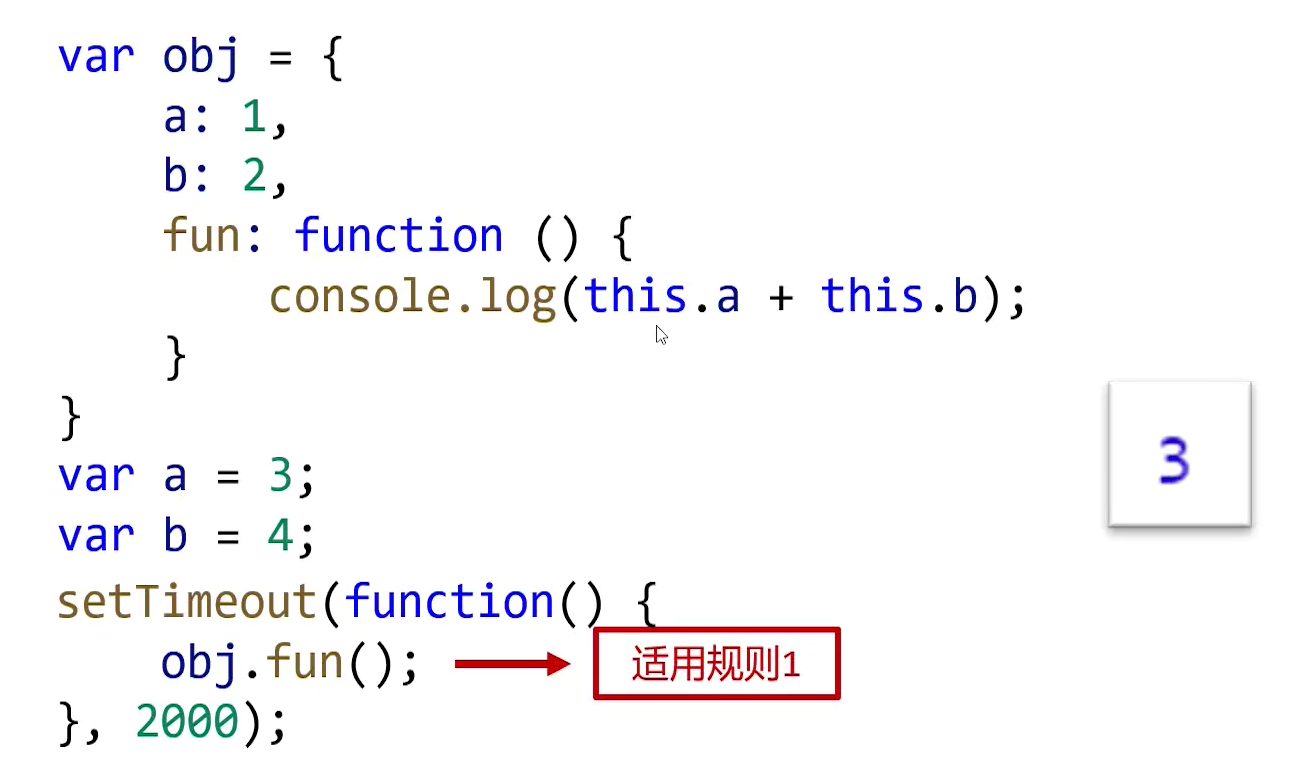 var obj = {
    a: 1,
    b: 2,
    fun: function () {
        console.log(this.a + this.b);
    }
}
3
var a = 3;
var b = 4;
setTimeout(function() {
    obj.fun(); 适用规则1
}, 2000);